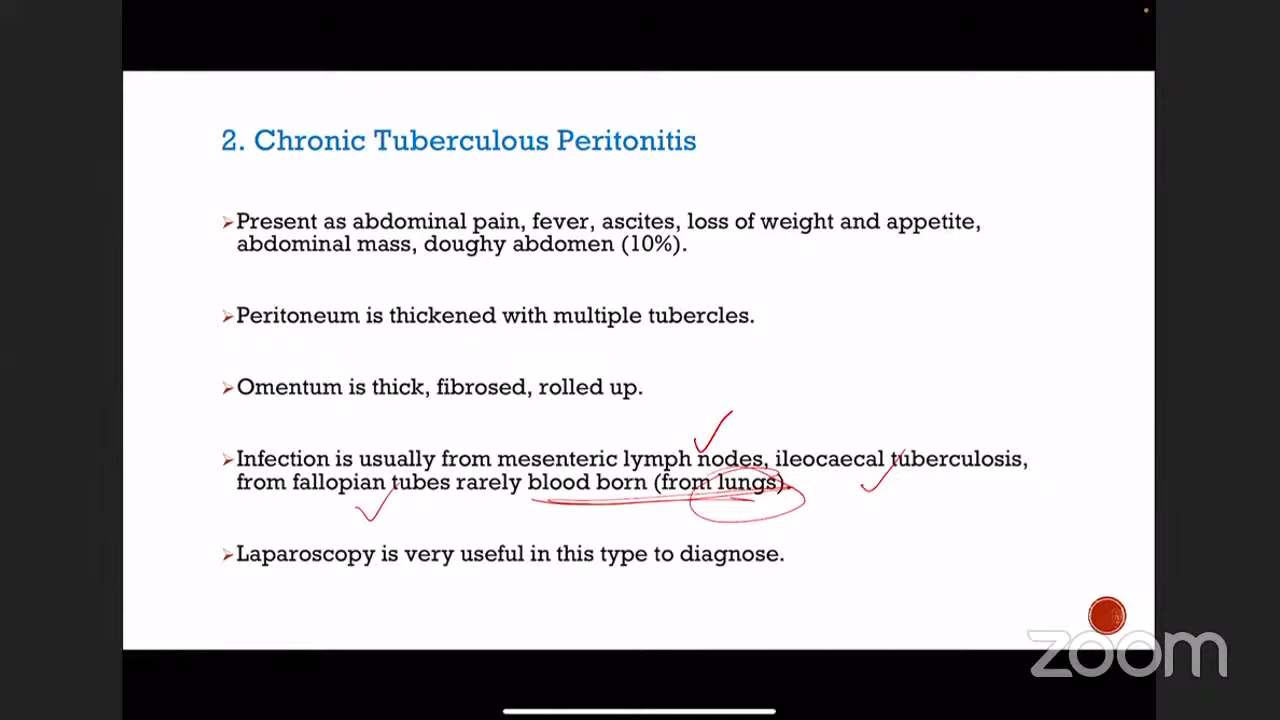 2. Chronic Tuberculous Peritonitis
➢Present as abdominal pain, fever, ascites, loss of weight and appetite,
abdominal mass, doughy abdomen (10%).
➢Peritoneum is thickened with multiple tubercles.
➢Omentum is thick, fibrosed, rolled up.
➢Infection is usually from mesenteric lymph nodes, ileocaecal tuberculosis,
from fallopian tubes rarely blood born (from lungs).
➢Laparoscopy is very useful in this type to diagnose.
zoom